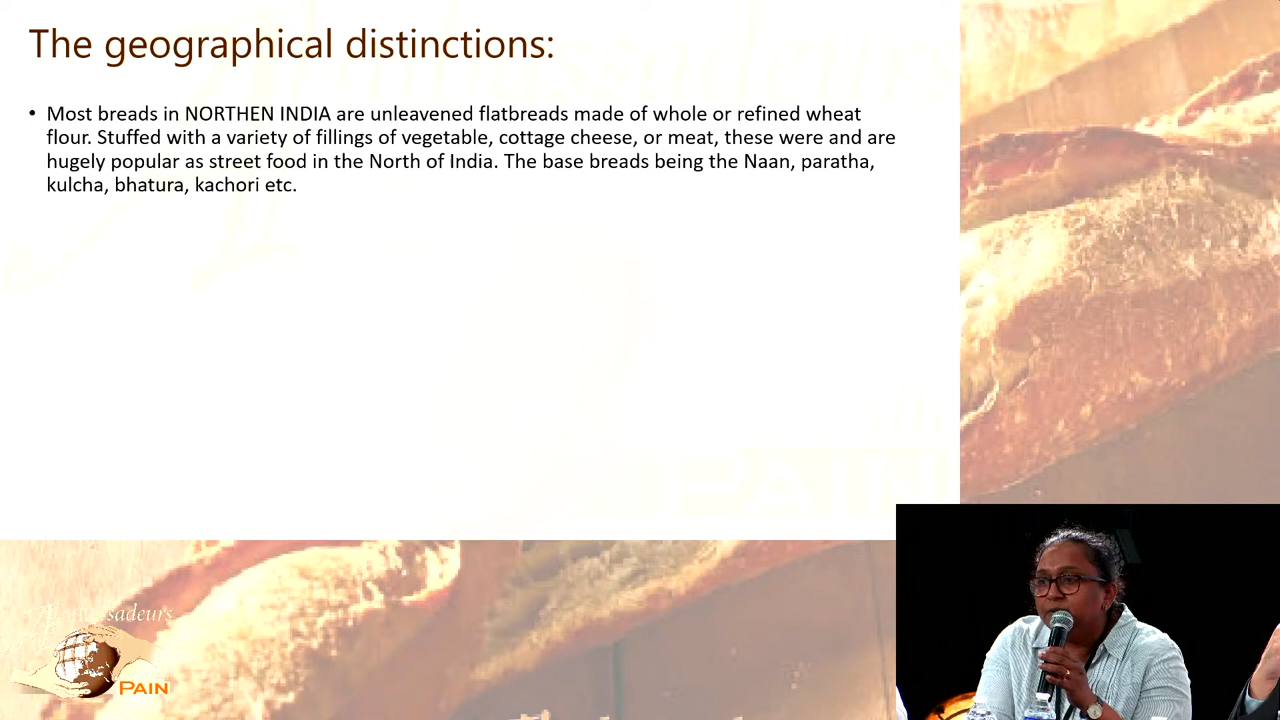 The geographical distinctions:
• Most breads in NORTHEN INDIA are unleavened flatbreads made of whole or refined wheat
flour. Stuffed with a variety of fillings of vegetable, cottage cheese, or meat, these were and are
hugely popular as street food in the North of India. The base breads being the Naan, paratha,
kulcha, bhatura, kachori etc.
PAIN
Ambassadeurs
PAIN